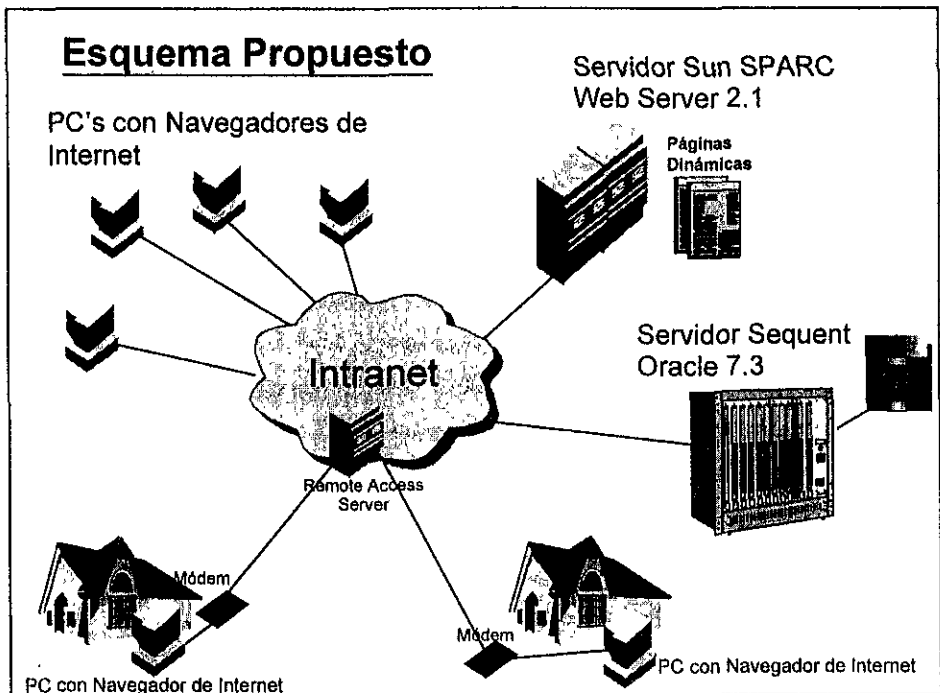 Esquema Propuesto
PC's con Navegadores de
Internet
Servidor Sun SPARC
Web Server 2.1
Páginas
Dinámicas
Servidor Sequent
Oracle 7.3
Intranet
Remote Access
Server
Módem
PC con Navegador de Internet
Módem
PC con Navegador de Internet